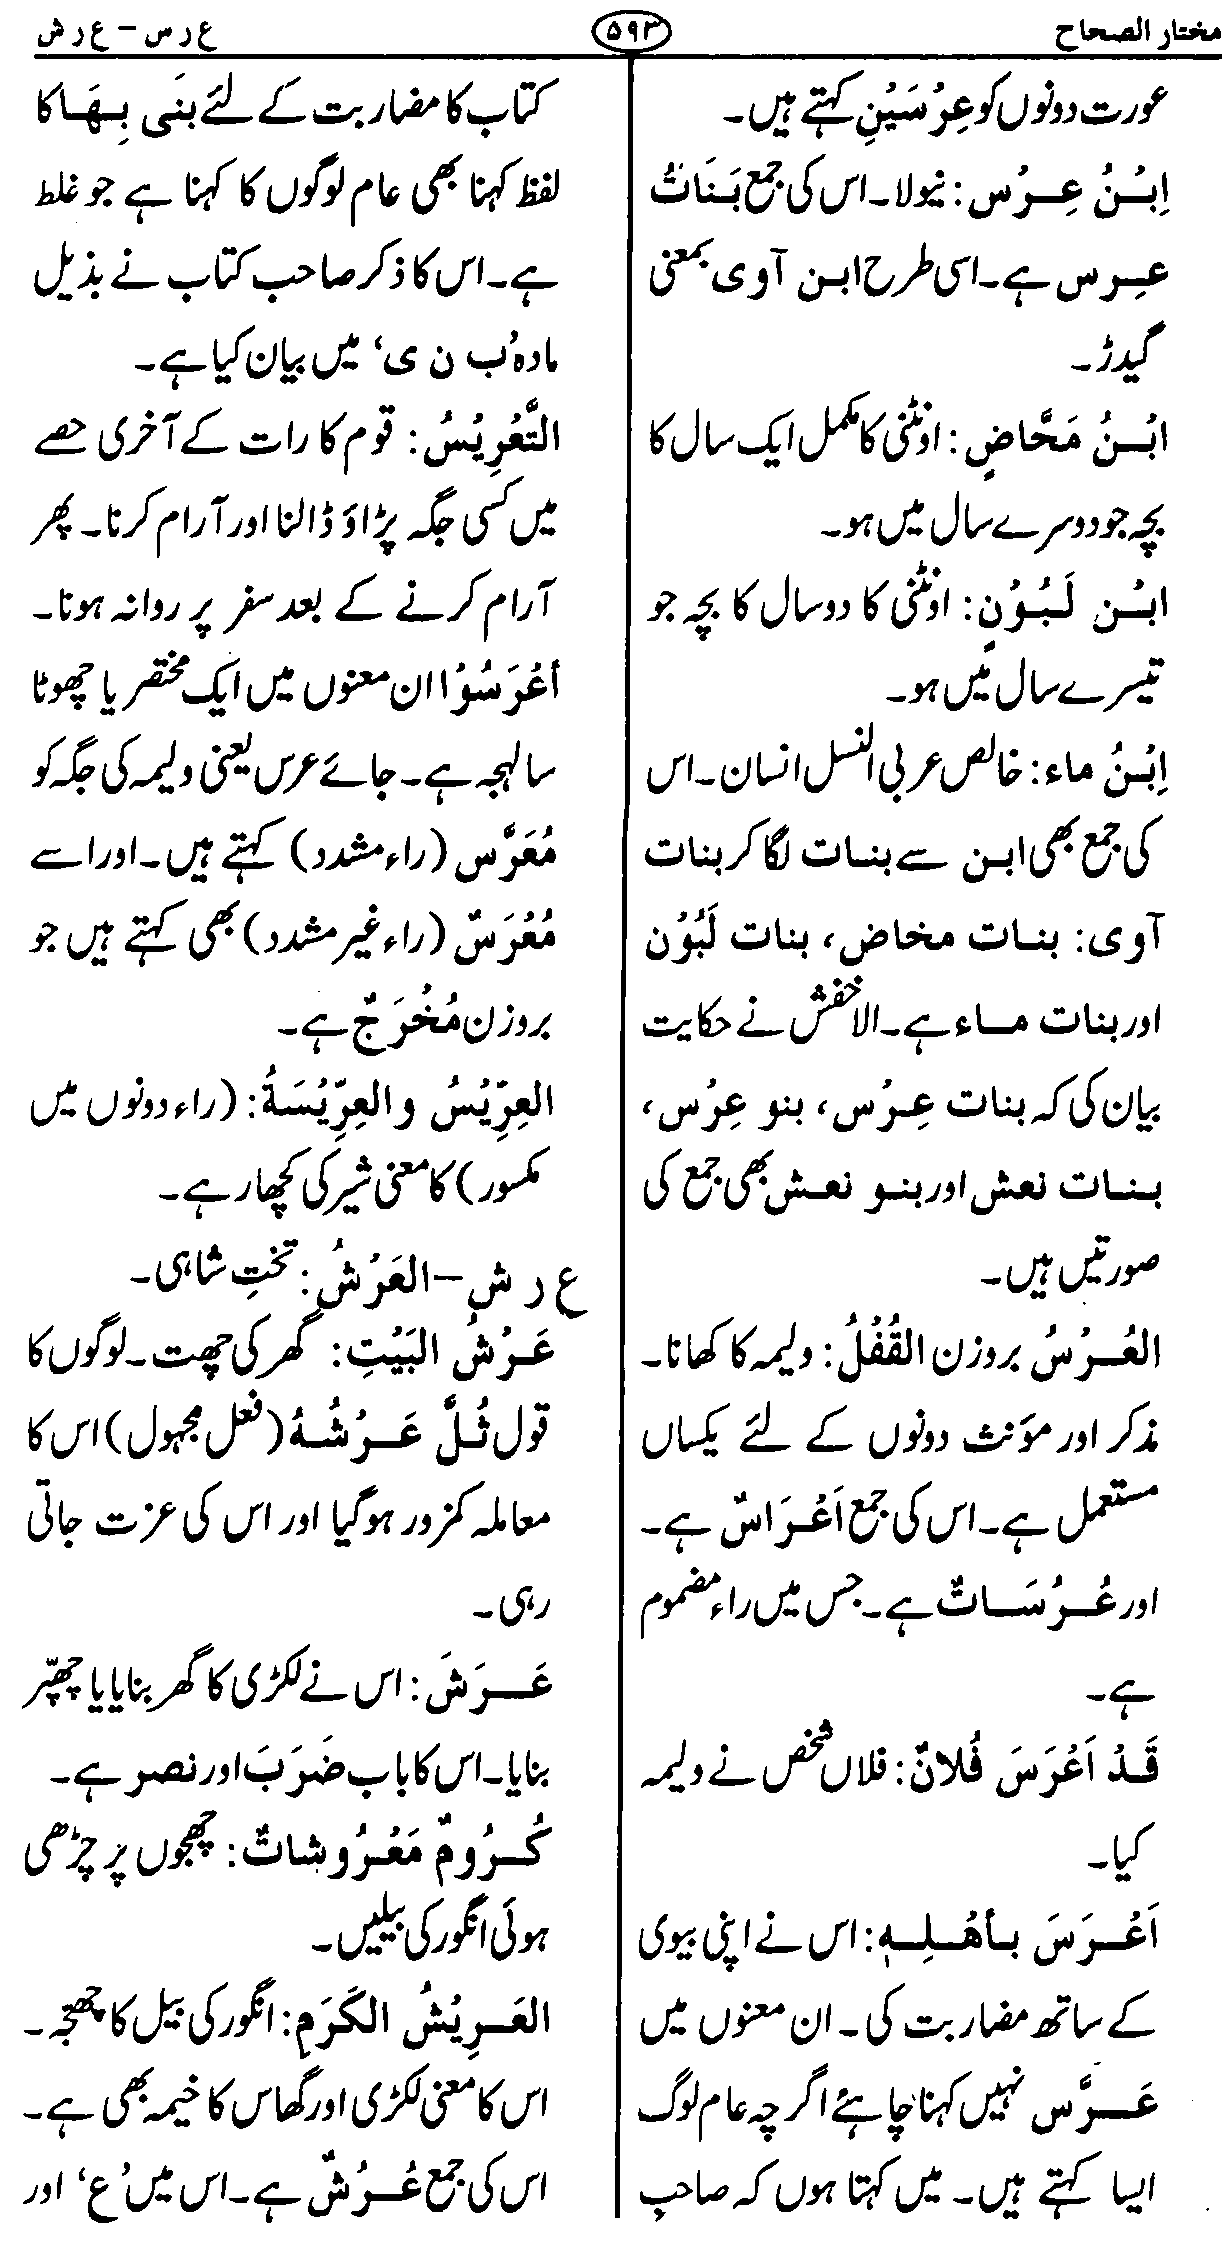 مختار الصحاح
۵۹۳
ع ر س – ع ر ش
عورت دونوں کو عِرْسَیْنِ کہتے ہیں۔
اِبْنُ عِرْس: نیولا۔ اس کی جمع بَنَاتُ
عِرس ہے۔ اسی طرح ابن آوی بمعنی
گیدڑ۔
ابْنُ مَخَّاضٍ: اونٹنی کا مکمل ایک سال کا
بچہ جو دوسرے سال میں ہو۔
ابْن لَبُوْنٍ: اونٹنی کا دو سال کا بچہ جو
تیسرے سال میں ہو۔
اِبْنُ ماء: خالص عربی النسل انسان۔ اس
کی جمع بھی ابن سے بنات لگا کر بنات
آوی: بنات مخاض، بنات لَبُوْن
اور بنات ماء ہے۔ الاخفش نے حکایت
بیان کی کہ بنات عِرْس، بنو عِرْس،
بنات نعش اور بنو نعش بھی جمع کی
صورتیں ہیں۔
العُرْسُ بروزن القُفْلُ: ولیمہ کا کھانا۔
مذکر اور مؤنث دونوں کے لئے یکساں
مستعمل ہے۔ اس کی جمع اَعْرَاسٌ ہے۔
اور عُرْسَاتٌ ہے۔ جس میں راء مضموم
ہے۔
قَدْ اَعْرَسَ فُلانٌ: فلاں شخص نے ولیمہ
کیا۔
اَعْرَسَ بأهْلِهٖ: اس نے اپنی بیوی
کے ساتھ مضاربت کی۔ ان معنوں میں
عَرَّس نہیں کہنا چاہئے اگرچہ عام لوگ
ایسا کہتے ہیں۔ میں کہتا ہوں کہ صاحبِ
کتاب کا مضاربت کے لئے بنَی بِهَا کا
لفظ کہنا بھی عام لوگوں کا کہنا ہے جو غلط
ہے۔ اس کا ذکر صاحب کتاب نے بذیل
مادہ ’ب ن ی‘ میں بیان کیا ہے۔
التَّعْرِيْسُ: قوم کا رات کے آخری حصے
میں کسی جگہ پڑاؤ ڈالنا اور آرام کرنا۔ پھر
آرام کرنے کے بعد سفر پر روانہ ہونا۔
أعْرَسُوْا ان معنوں میں ایک مختصر یا چھوٹا
سا لہجہ ہے۔ جائے عرس یعنی ولیمہ کی جگہ کو
مُعَرَّس (راء مشدد) کہتے ہیں۔ اور اسے
مُعْرَسٌ (راء غیر مشدد) بھی کہتے ہیں جو
بروزن مُخْرَجٌ ہے۔
العِرِّيْسُ والعِرِّيْسَةُ: (راء دونوں میں
مکسور) کا معنی شیر کی کچھار ہے۔
ع ر ش – العَرْشُ: تختِ شاہی۔
عَرْشُ البَيْتِ: گھر کی چھت۔ لوگوں کا
قول ثُلَّ عَرْشُهُ (فعل مجہول) اس کا
معاملہ کمزور ہو گیا اور اس کی عزت جاتی
رہی۔
عَرَشَ: اس نے لکڑی کا گھر بنایا یا چھپّر
بنایا۔ اس کا باب ضَرَبَ اور نصر ہے۔
كُرُومٌ مَعْرُوشاتٌ: چھجوں پر چڑھی
ہوئی انگور کی بیلیں۔
العَرِيْشُ الكَرَمِ: انگور کی بیل کا چھجہ۔
اس کا معنی لکڑی اور گھاس کا خیمہ بھی ہے۔
اس کی جمع عُرْشٌ ہے۔ اس میں ’ع‘ اور